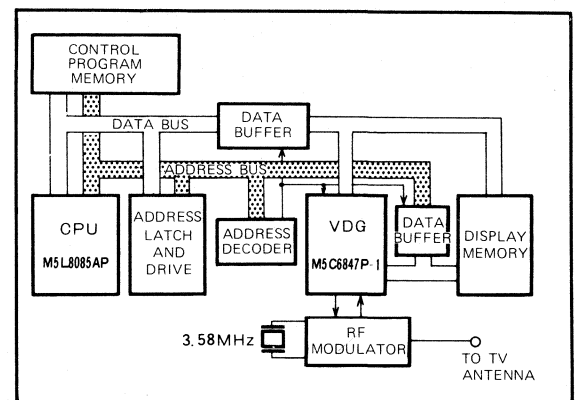 CONTROL
PROGRAM
MEMORY
DATA BUS
DATA
BUFFER
ADDRESS BUS
CPU
M5L8085AP
ADDRESS
LATCH
AND
DRIVE
ADDRESS
DECODER
VDG
M5C6847P-1
DATA
BUFFER
DISPLAY
MEMORY
3.58MHz
RF
MODULATOR
TO TV
ANTENNA